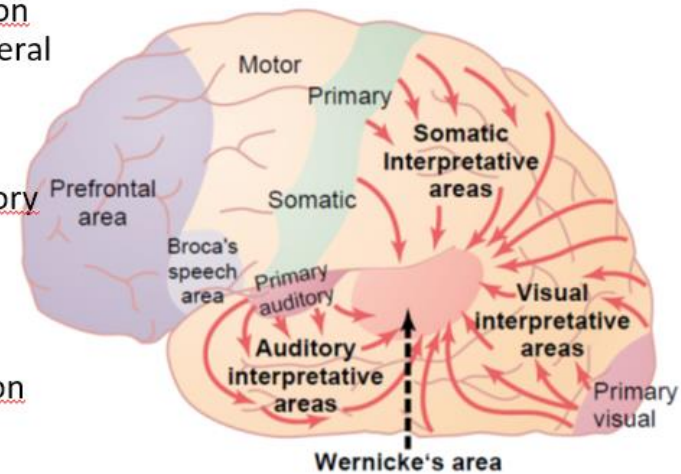 on
eral
ory
on
Motor
Primary
Somatic
Interpretative
areas
Prefrontal
area
Somatic
Broca's
speech
area
Primary
auditory
Visual
interpretative
areas
Auditory
interpretative
areas
Primary
visual
Wernicke's area